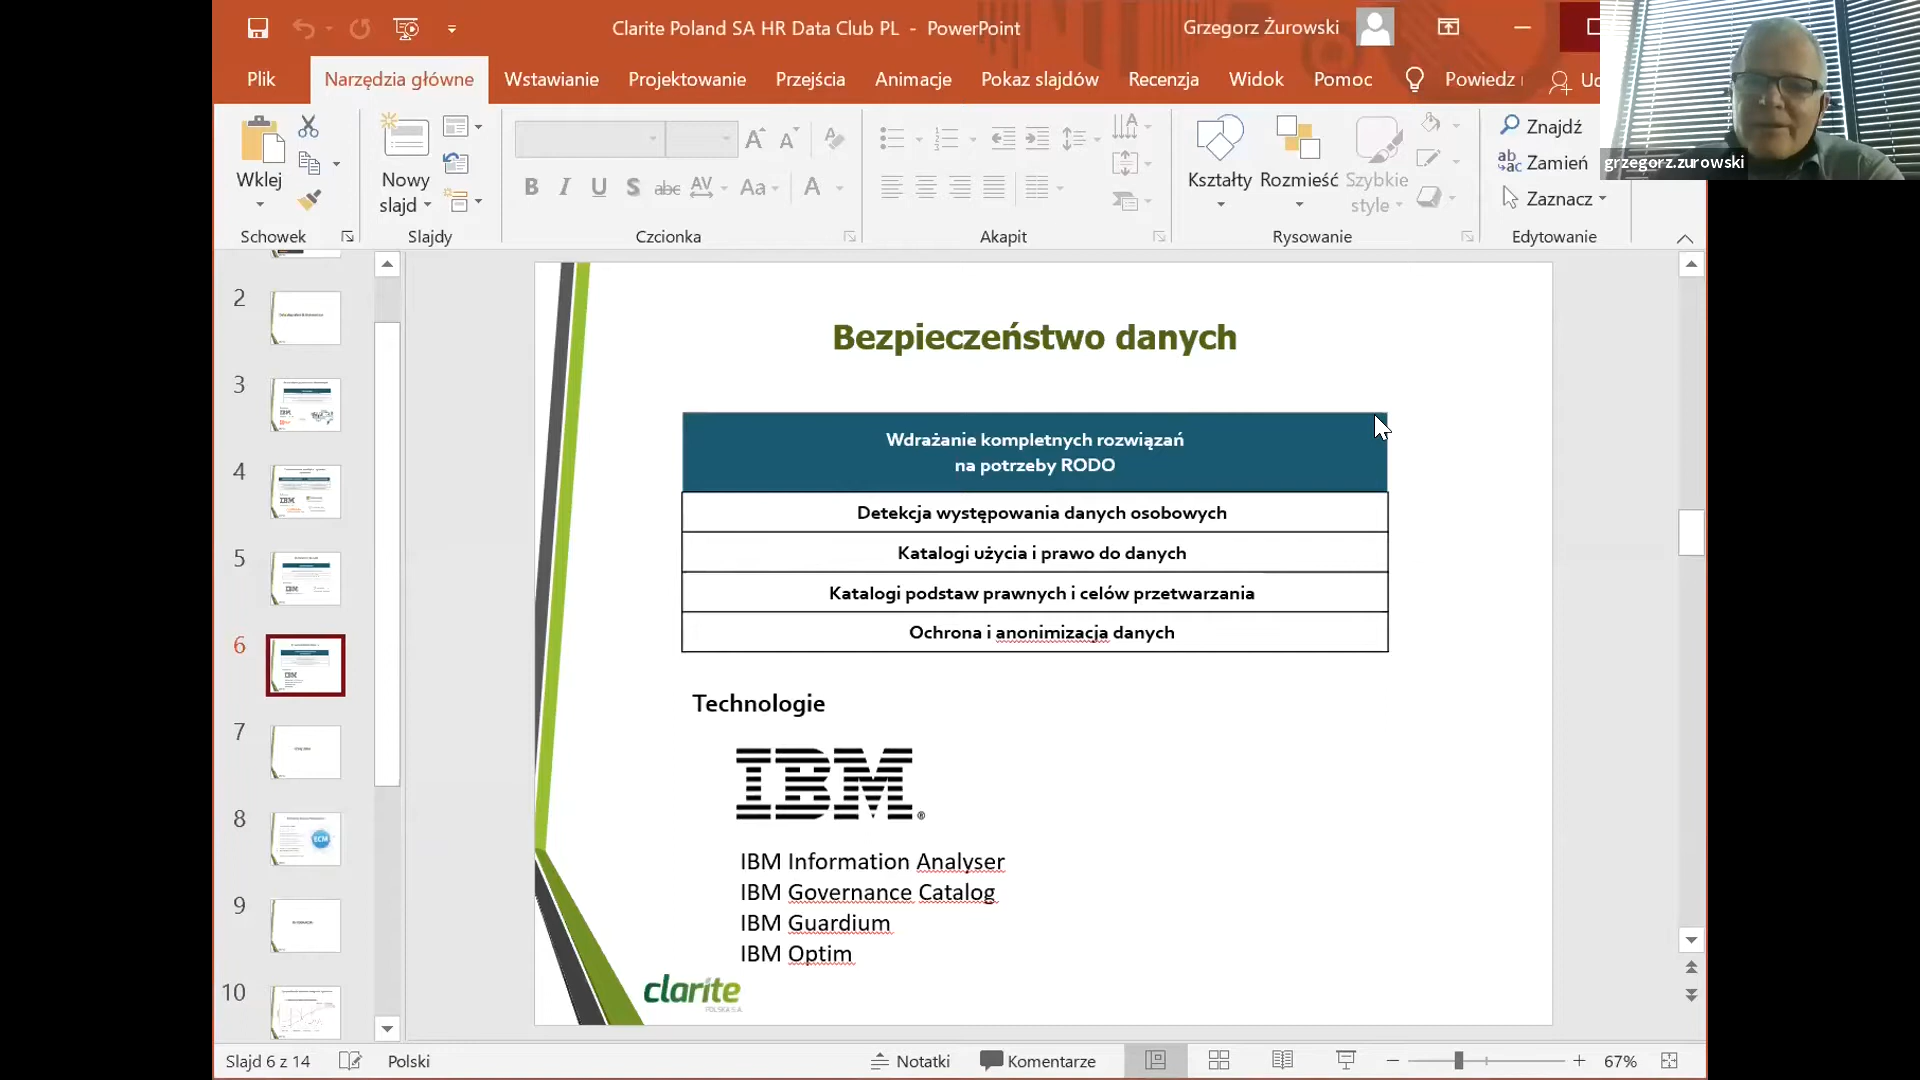 Clarite Poland SA HR Data Club PL - PowerPoint
Grzegorz Żurowski
Plik
Narzędzia główne
Wstawianie
Projektowanie
Przejścia
Animacje
Pokaz slajdów
Recenzja
Widok
Pomoc
Powiedz
grzegorz.zurowski
Wklej
Nowy
slajd
Kształty
Rozmieść
Szybkie
style
Znajdź
Zamień
Zaznacz
Schowek
Slajdy
Czcionka
Akapit
Rysowanie
Edytowanie
2
3
4
5
6
7
8
9
10
ECM
Bezpieczeństwo danych
Wdrażanie kompletnych rozwiązań
na potrzeby RODO
Detekcja występowania danych osobowych
Katalogi użycia i prawo do danych
Katalogi podstaw prawnych i celów przetwarzania
Ochrona i anonimizacja danych
Technologie
IBM®
IBM Information Analyser
IBM Governance Catalog
IBM Guardium
IBM Optim
clarite
POLSKA S.A.
Slajd 6 z 14
Polski
Notatki
Komentarze
67%